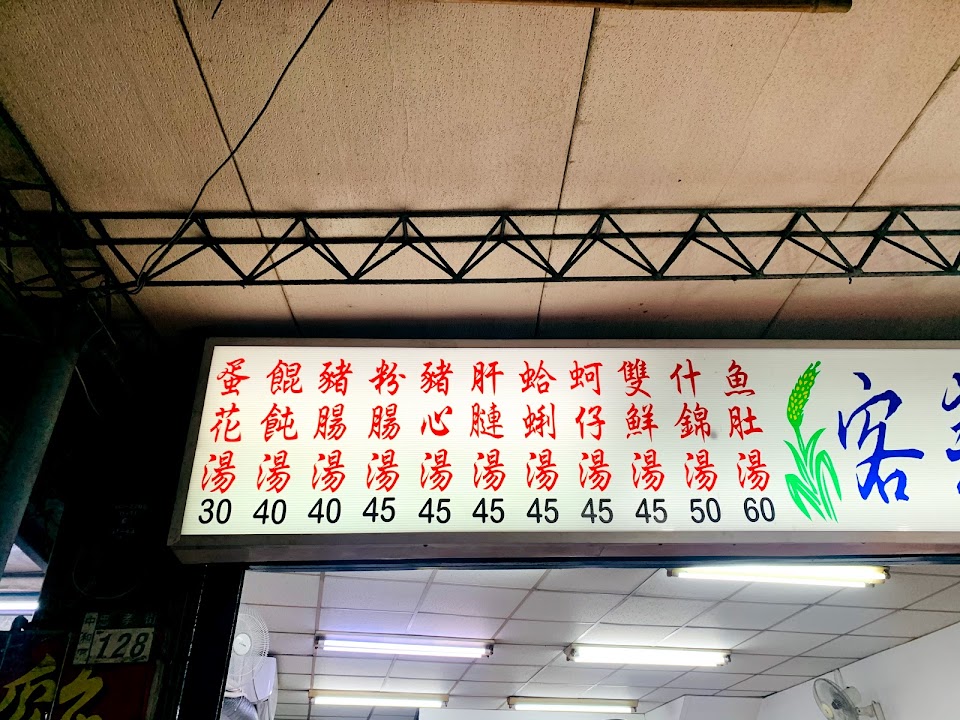 蛋花湯 30
餛飩湯 40
豬腸湯 40
粉腸湯 45
豬心湯 45
肝膁湯 45
蛤蜊湯 45
蚵仔湯 45
雙鮮湯 45
什錦湯 50
魚肚湯 60
客
128